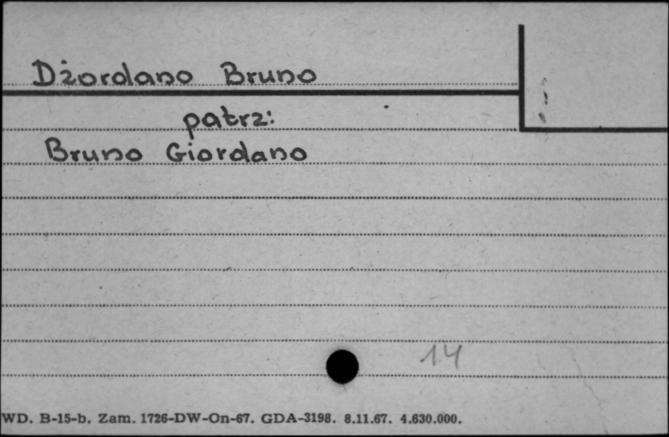 Dżordano Bruno
patrz:
Bruno Giordano
14
WD. B-15-b. Zam. 1726-DW-On-67. GDA-3198. 8.11.67. 4.630.000.